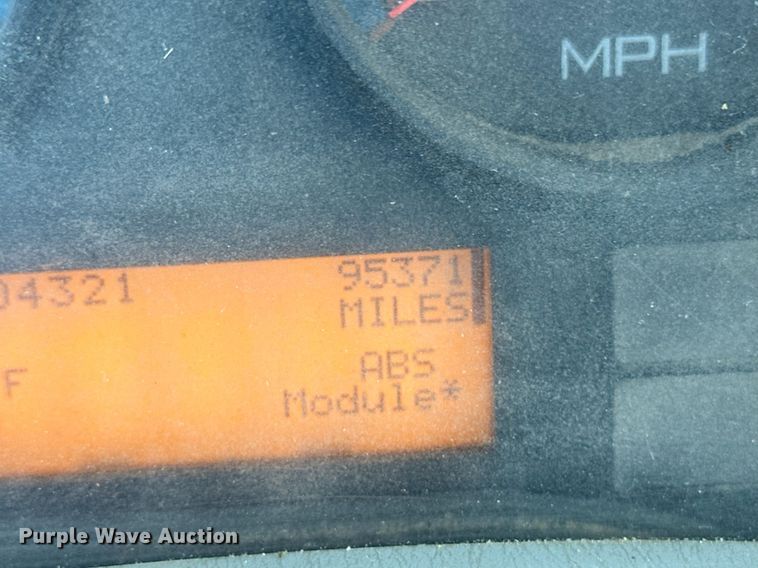 MPH
04321 95371
MILES
ABS
F
Module*
Purple Wave Auction®